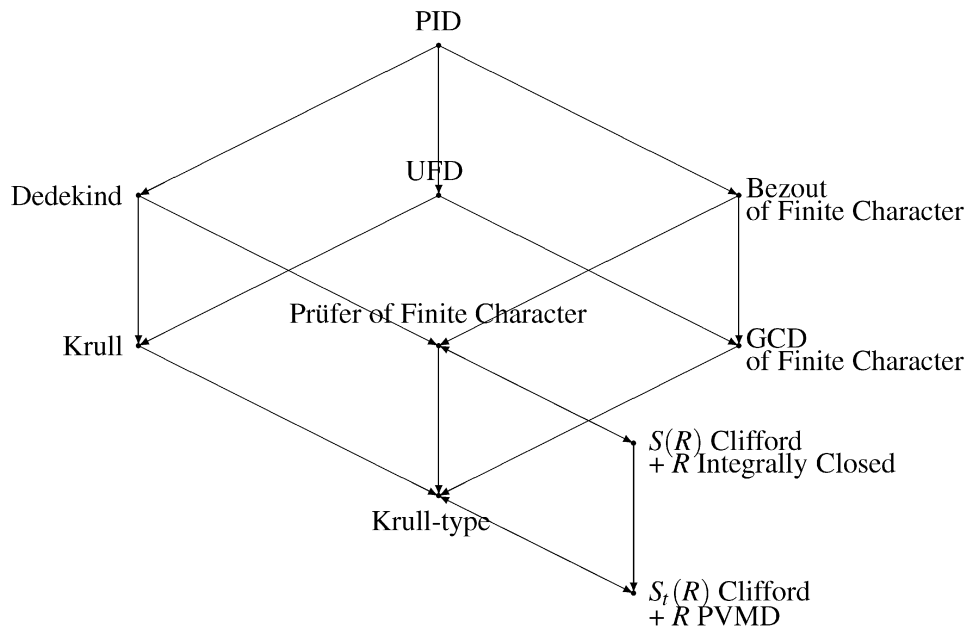 PID
Dedekind
UFD
Bezout
of Finite Character
Prüfer of Finite Character
Krull
GCD
of Finite Character
S(R) Clifford
+ R Integrally Closed
Krull-type
S_t(R) Clifford
+ R PVMD